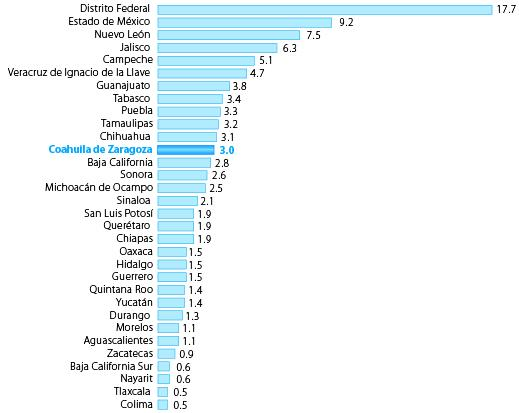 Distrito Federal 17.7
Estado de México 9.2
Nuevo León 7.5
Jalisco 6.3
Campeche 5.1
Veracruz de Ignacio de la Llave 4.7
Guanajuato 3.8
Tabasco 3.4
Puebla 3.3
Tamaulipas 3.2
Chihuahua 3.1
Coahuila de Zaragoza 3.0
Baja California 2.8
Sonora 2.6
Michoacán de Ocampo 2.5
Sinaloa 2.1
San Luis Potosí 1.9
Querétaro 1.9
Chiapas 1.9
Oaxaca 1.5
Hidalgo 1.5
Guerrero 1.5
Quintana Roo 1.4
Yucatán 1.4
Durango 1.3
Morelos 1.1
Aguascalientes 1.1
Zacatecas 0.9
Baja California Sur 0.6
Nayarit 0.6
Tlaxcala 0.5
Colima 0.5